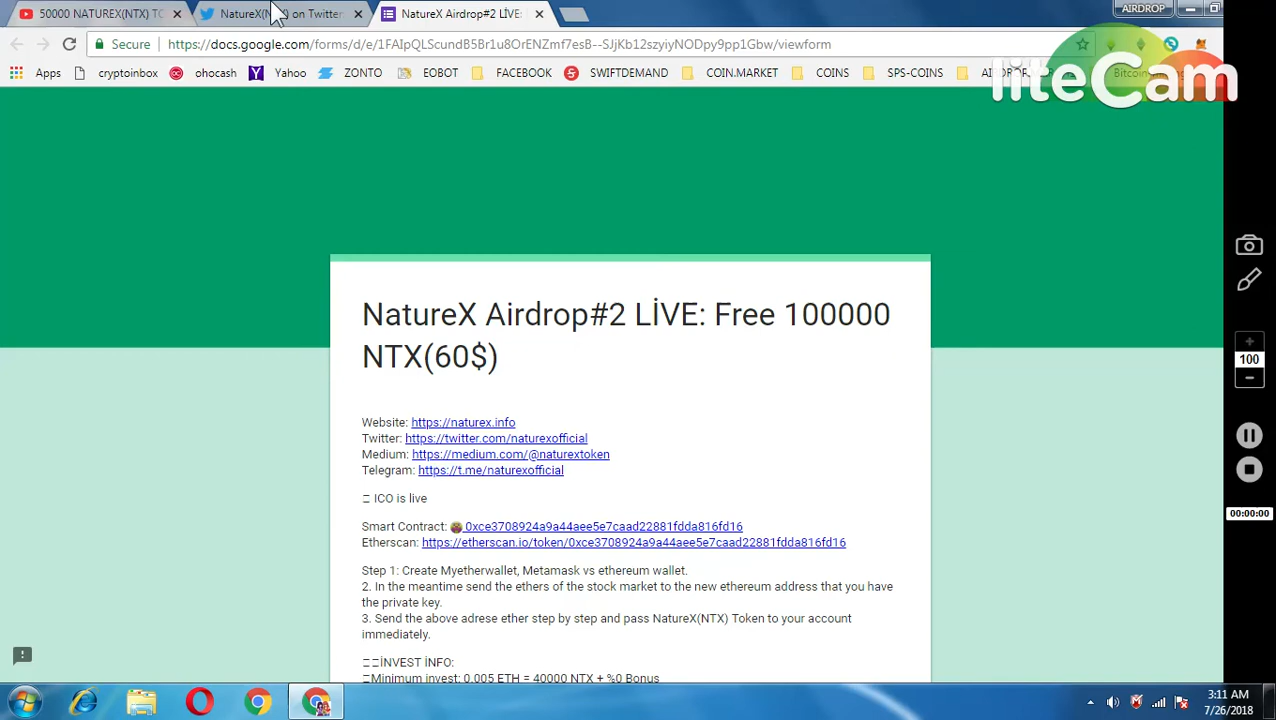 50000 NATUREX(NTX) TO
NatureX(N on Twitter
NatureX Airdrop#2 LİVE:
AIRDROP
Secure
https://docs.google.com/forms/d/e/1FAIpQLScundB5Br1u8OrENZmf7esB--SJjKb12szyiyNODpy9pp1Gbw/viewform
Apps
cryptoinbox
ohocash
Yahoo
ZONTO
EOBOT
FACEBOOK
SWIFTDEMAND
COIN.MARKET
COINS
SPS-COINS
liteCam
NatureX Airdrop#2 LİVE: Free 100000
NTX(60$)
Website: https://naturex.info
Twitter: https://twitter.com/naturexofficial
Medium: https://medium.com/@naturextoken
Telegram: https://t.me/naturexofficial
ICO is live
Smart Contract: 0xce3708924a9a44aee5e7caad22881fdda816fd16
Etherscan: https://etherscan.io/token/0xce3708924a9a44aee5e7caad22881fdda816fd16
Step 1: Create Myetherwallet, Metamask vs ethereum wallet.
2. In the meantime send the ethers of the stock market to the new ethereum address that you have
the private key.
3. Send the above adrese ether step by step and pass NatureX(NTX) Token to your account
immediately.
İNVEST İNFO:
Minimum invest: 0.005 ETH = 40000 NTX + %0 Bonus
100
00:00:00
3:11 AM
7/26/2018